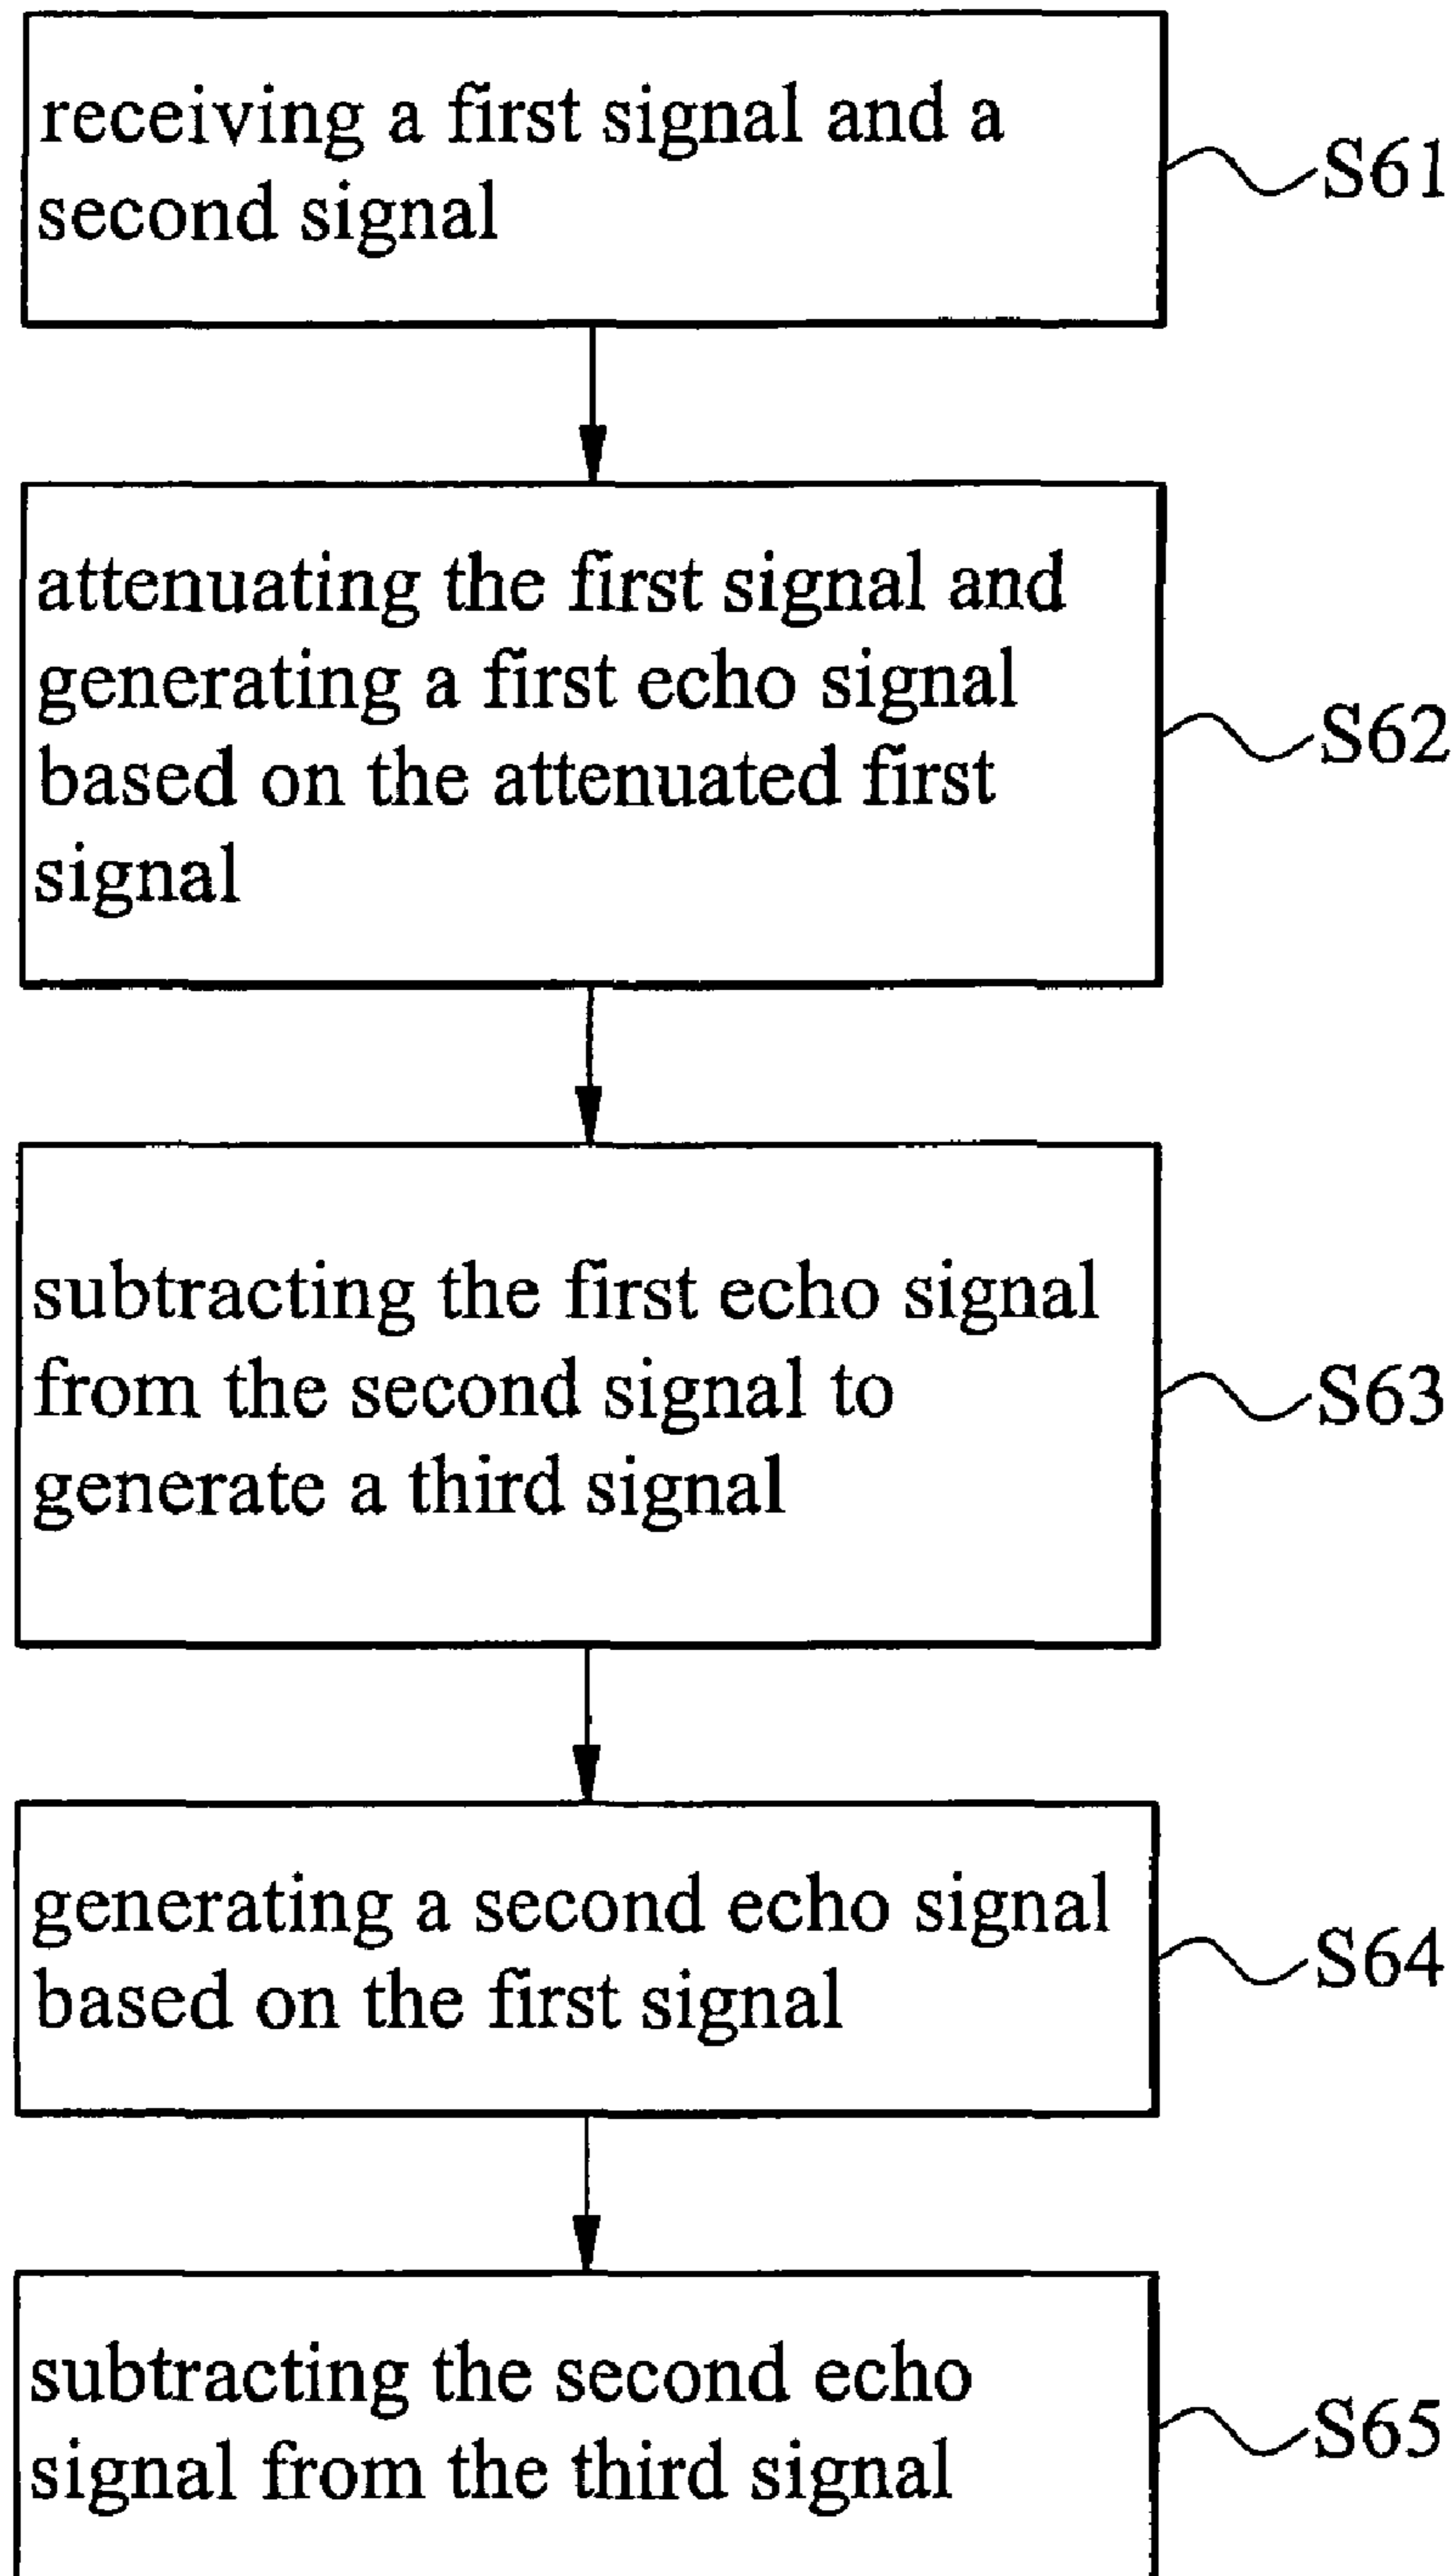 receiving a first signal and a
second signal
S61
attenuating the first signal and
generating a first echo signal
based on the attenuated first
signal
S62
subtracting the first echo signal
from the second signal to
generate a third signal
S63
generating a second echo signal
based on the first signal
S64
subtracting the second echo
signal from the third signal
S65